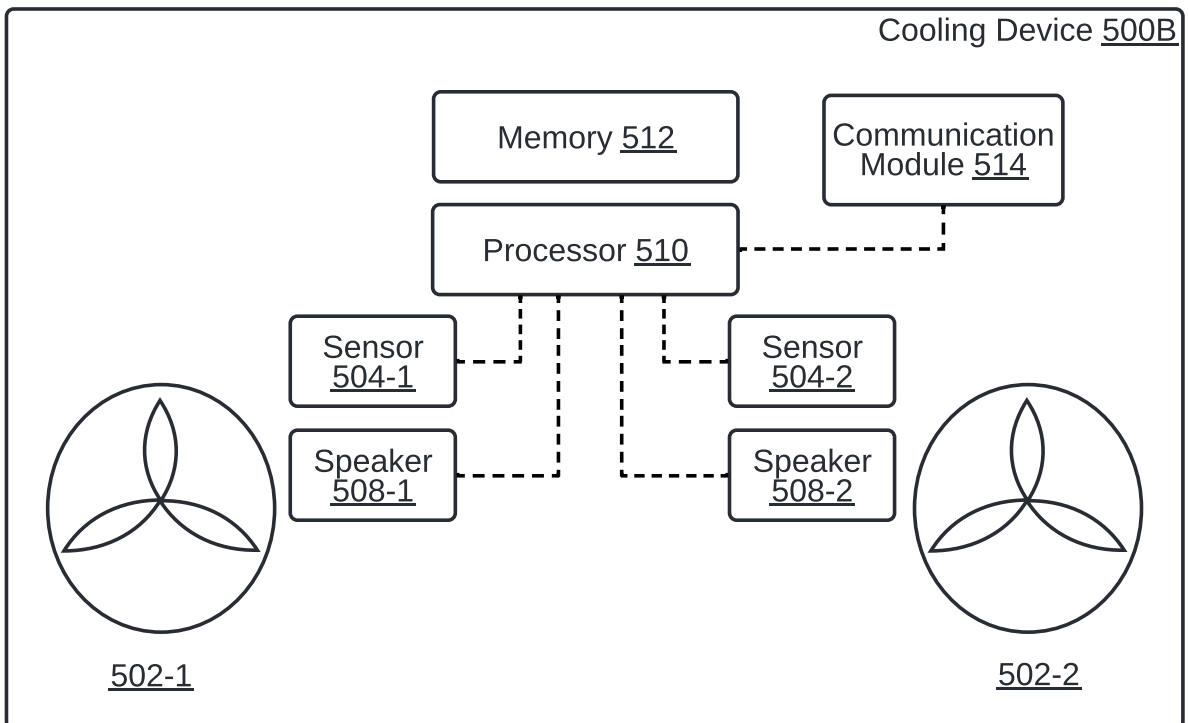 Cooling Device 500B
Memory 512
Communication
Module 514
Processor 510
Sensor
504-1
Sensor
504-2
Speaker
508-1
Speaker
508-2
502-1
502-2